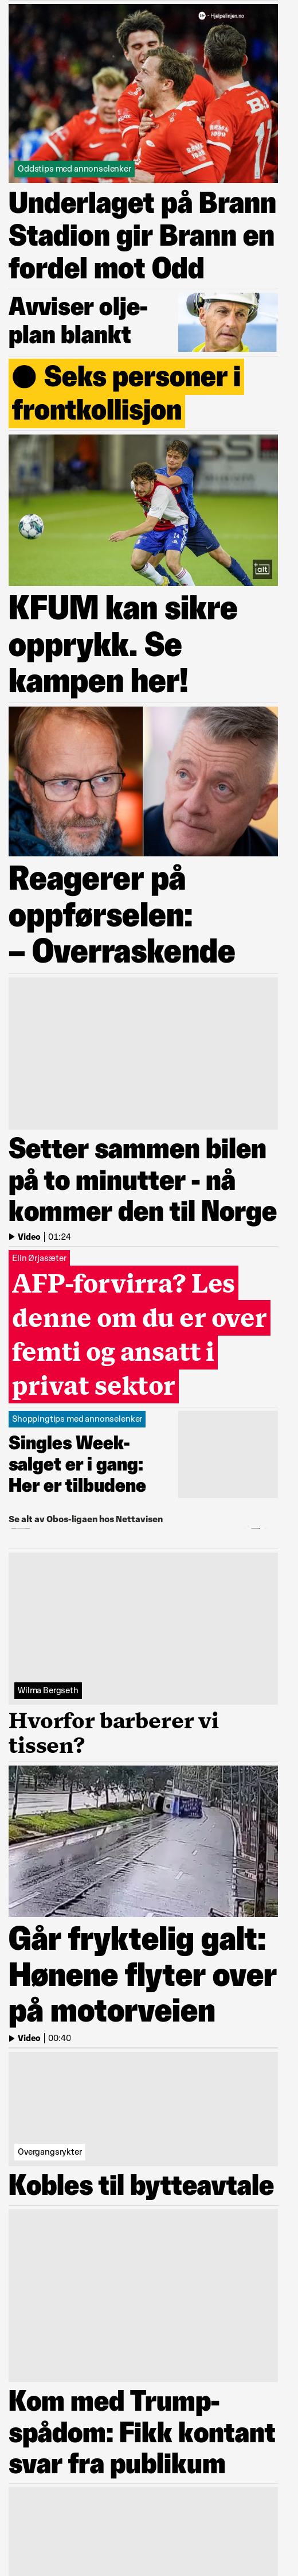 Hjelpelinjen.no
Oddstips med annonselenker
Underlaget på Brann
Stadion gir Brann en
fordel mot Odd
Avviser olje-
plan blankt
Seks personer i
frontkollisjon
alt
KFUM kan sikre
opprykk. Se
kampen her!
Reagerer på
oppførselen:
– Overraskende
Setter sammen bilen
på to minutter - nå
kommer den til Norge
Video | 01:24
Elin Ørjasæter
AFP-forvirra? Les
denne om du er over
femti og ansatt i
privat sektor
Shoppingtips med annonselenker
Singles Week-
salget er i gang:
Her er tilbudene
Se alt av Obos-ligaen hos Nettavisen
Wilma Bergseth
Hvorfor barberer vi
tissen?
Går fryktelig galt:
Hønene flyter over
på motorveien
Video | 00:40
Overgangsrykter
Kobles til bytteavtale
Kom med Trump-
spådom: Fikk kontant
svar fra publikum